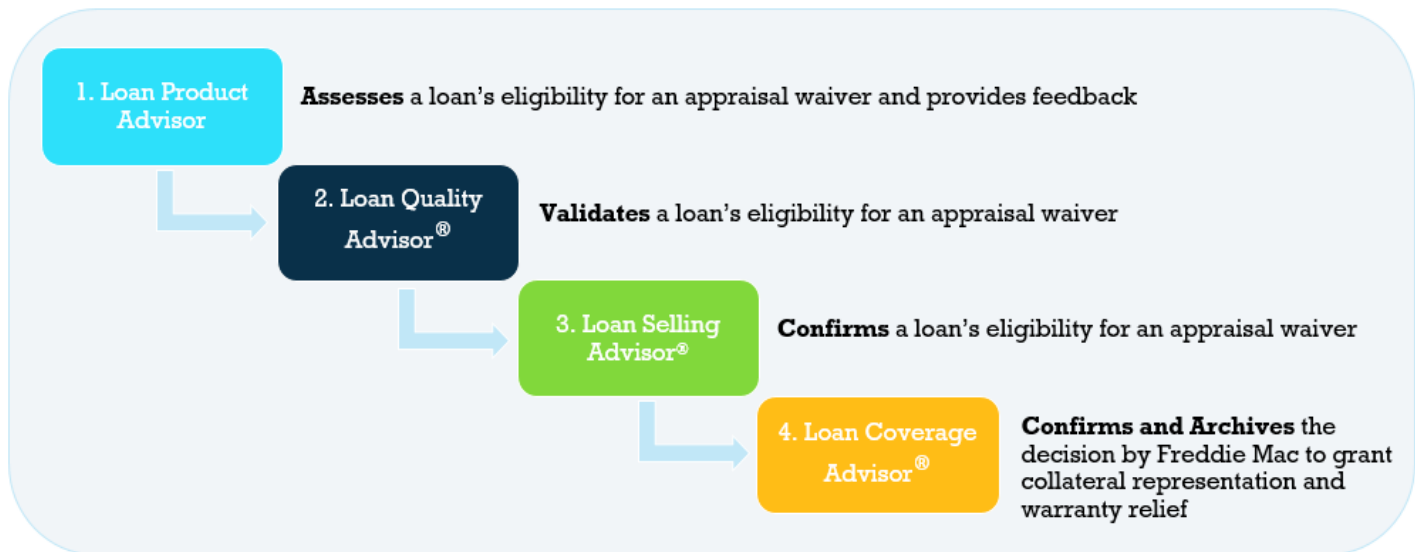 1. Loan Product
Advisor
Assesses a loan’s eligibility for an appraisal waiver and provides feedback
2. Loan Quality
Advisor®
Validates a loan’s eligibility for an appraisal waiver
3. Loan Selling
Advisor®
Confirms a loan’s eligibility for an appraisal waiver
4. Loan Coverage
Advisor®
Confirms and Archives the
decision by Freddie Mac to grant
collateral representation and
warranty relief